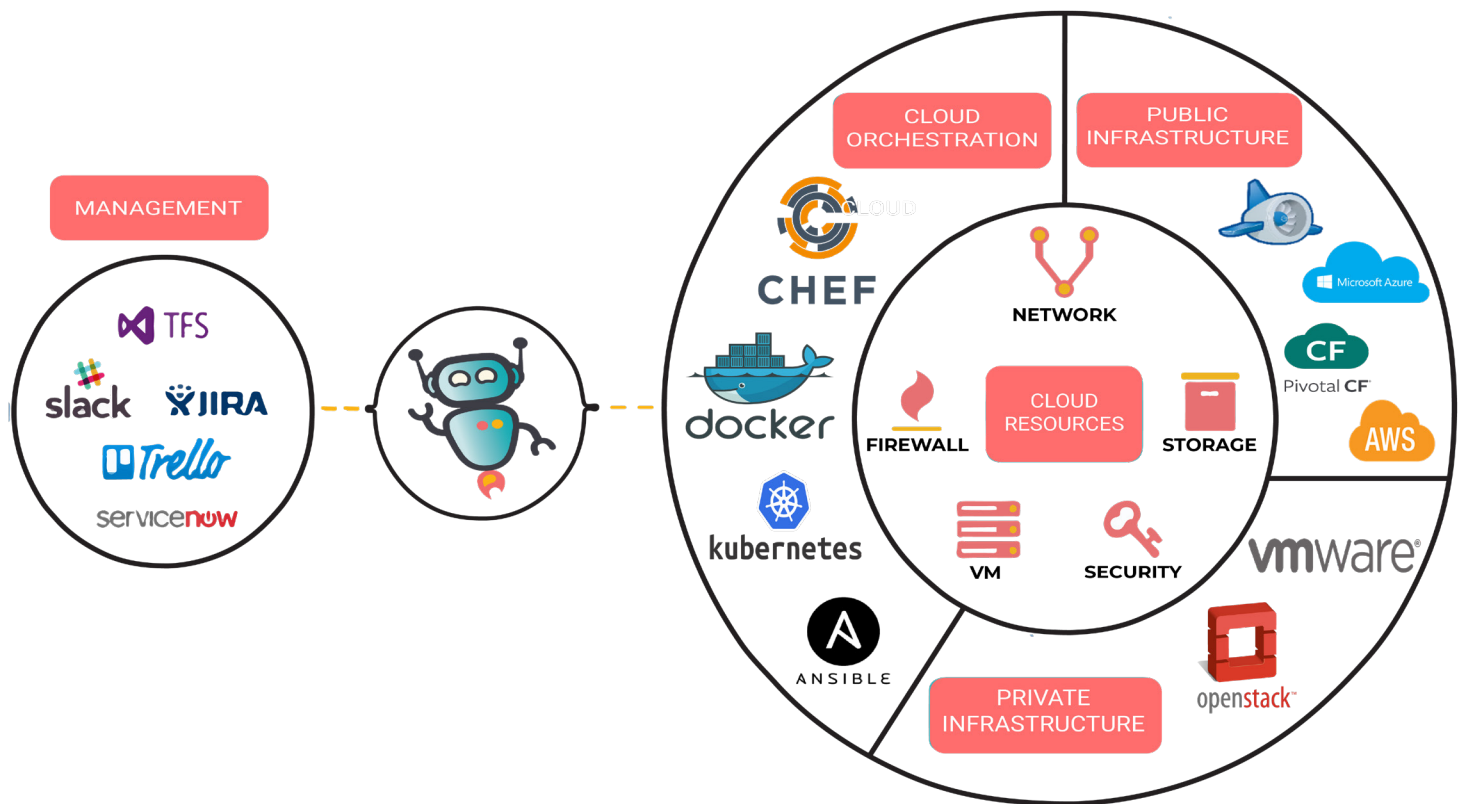 MANAGEMENT
TFS
slack
JIRA
Trello
servicenow
CLOUD
ORCHESTRATION
CLOUD
CHEF
docker
kubernetes
ANSIBLE
PUBLIC
INFRASTRUCTURE
Microsoft Azure
CF
Pivotal CF
AWS
NETWORK
FIREWALL
CLOUD
RESOURCES
STORAGE
VM
SECURITY
vmware®
openstack™
PRIVATE
INFRASTRUCTURE